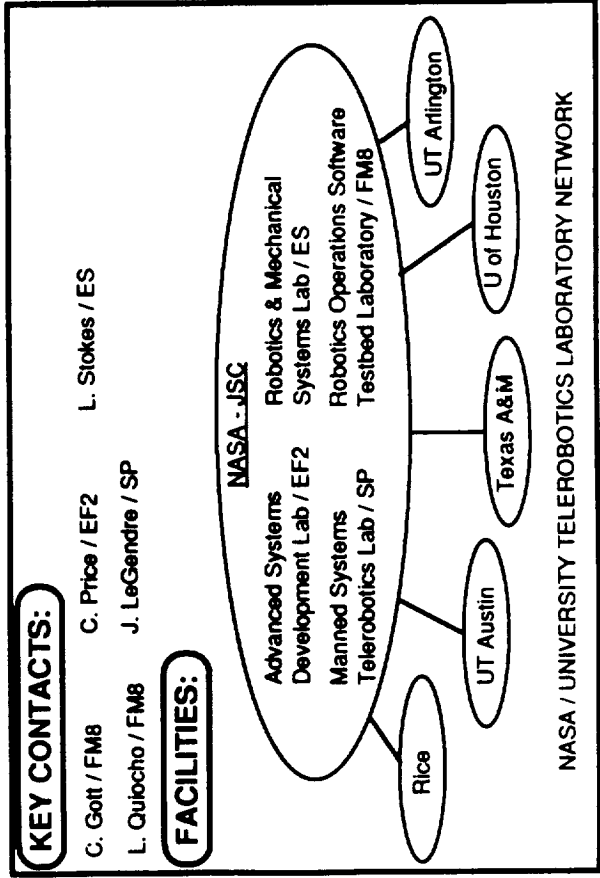 KEY CONTACTS:
C. Gott / FM8 C. Price / EF2 L. Stokes / ES
L. Quiocho / FM8 J. LeGendre / SP
FACILITIES:
NASA - JSC
Advanced Systems
Development Lab / EF2
Robotics & Mechanical
Systems Lab / ES
Manned Systems
Telerobotics Lab / SP
Robotics Operations Software
Testbed Laboratory / FM8
Rice
UT Austin
Texas A&M
U of Houston
UT Arlington
NASA / UNIVERSITY TELEROBOTICS LABORATORY NETWORK